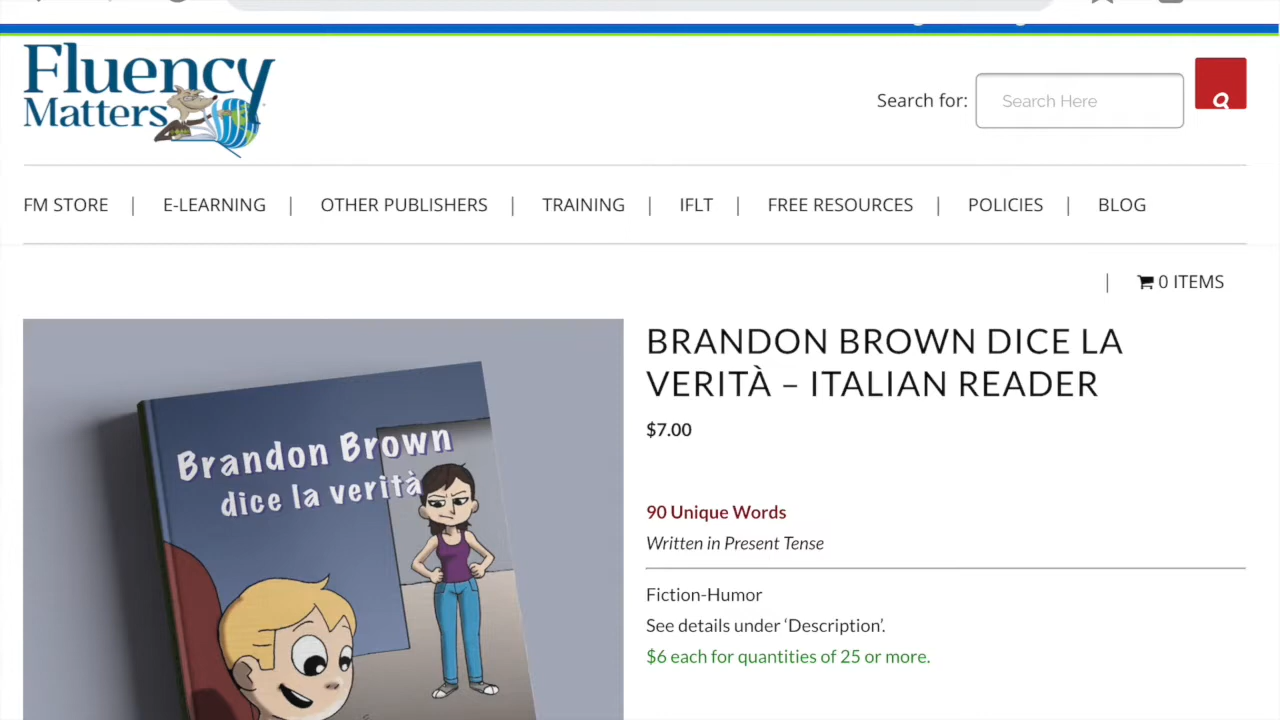 Fluency
Matters
Search for:
Search Here
FM STORE | E-LEARNING | OTHER PUBLISHERS | TRAINING | IFLT | FREE RESOURCES | POLICIES | BLOG
| 0 ITEMS
BRANDON BROWN DICE LA
VERITÀ – ITALIAN READER
$7.00
90 Unique Words
Written in Present Tense
Fiction-Humor
See details under ‘Description’.
$6 each for quantities of 25 or more.
Brandon Brown
dice la verità